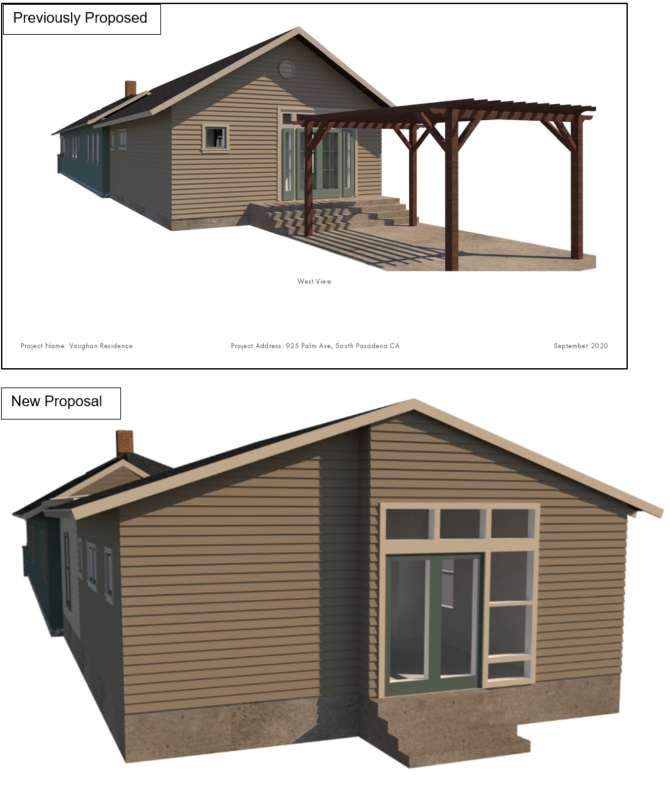 Previously Proposed
West View
Project Name: Vaughan Residence
Project Address: 925 Palm Ave, South Pasadena CA
September 2020
New Proposal